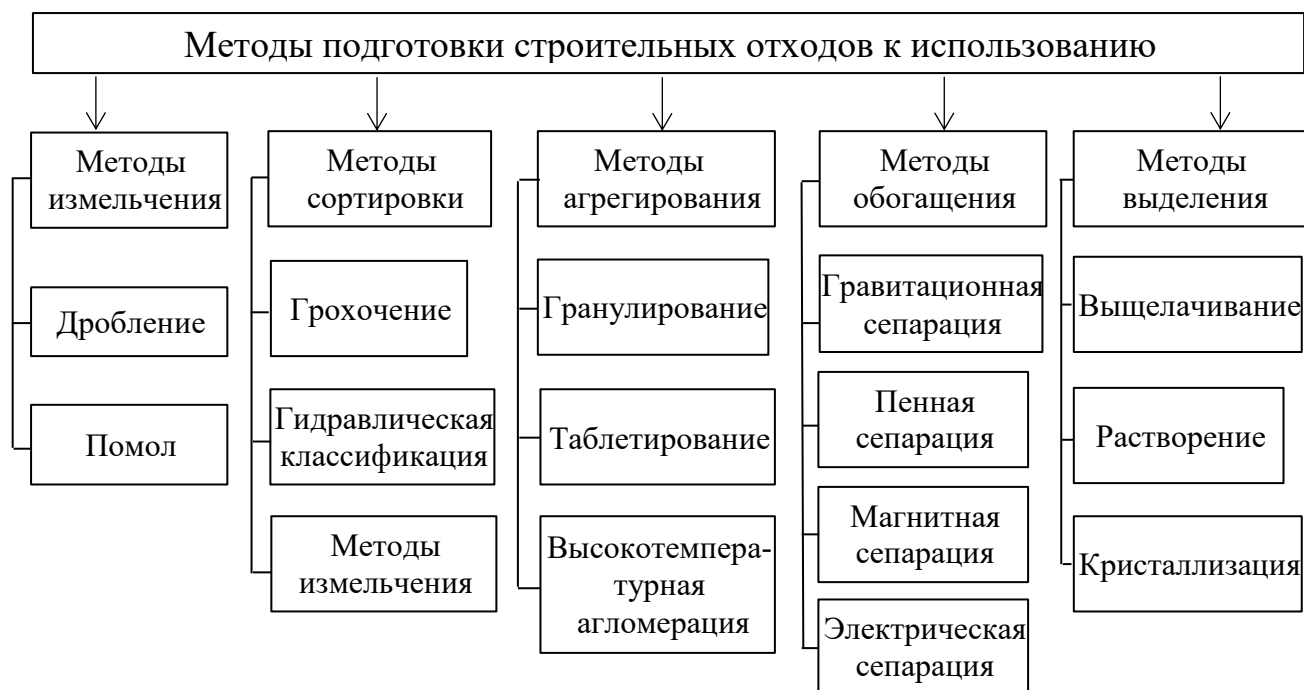 Методы подготовки строительных отходов к использованию
Методы
измельчения
Дробление
Помол
Методы
сортировки
Грохочение
Гидравлическая
классификация
Методы
измельчения
Методы
агрегирования
Гранулирование
Таблетирование
Высокотемпера-
турная
агломерация
Методы
обогащения
Гравитационная
сепарация
Пенная
сепарация
Магнитная
сепарация
Электрическая
сепарация
Методы
выделения
Выщелачивание
Растворение
Кристаллизация